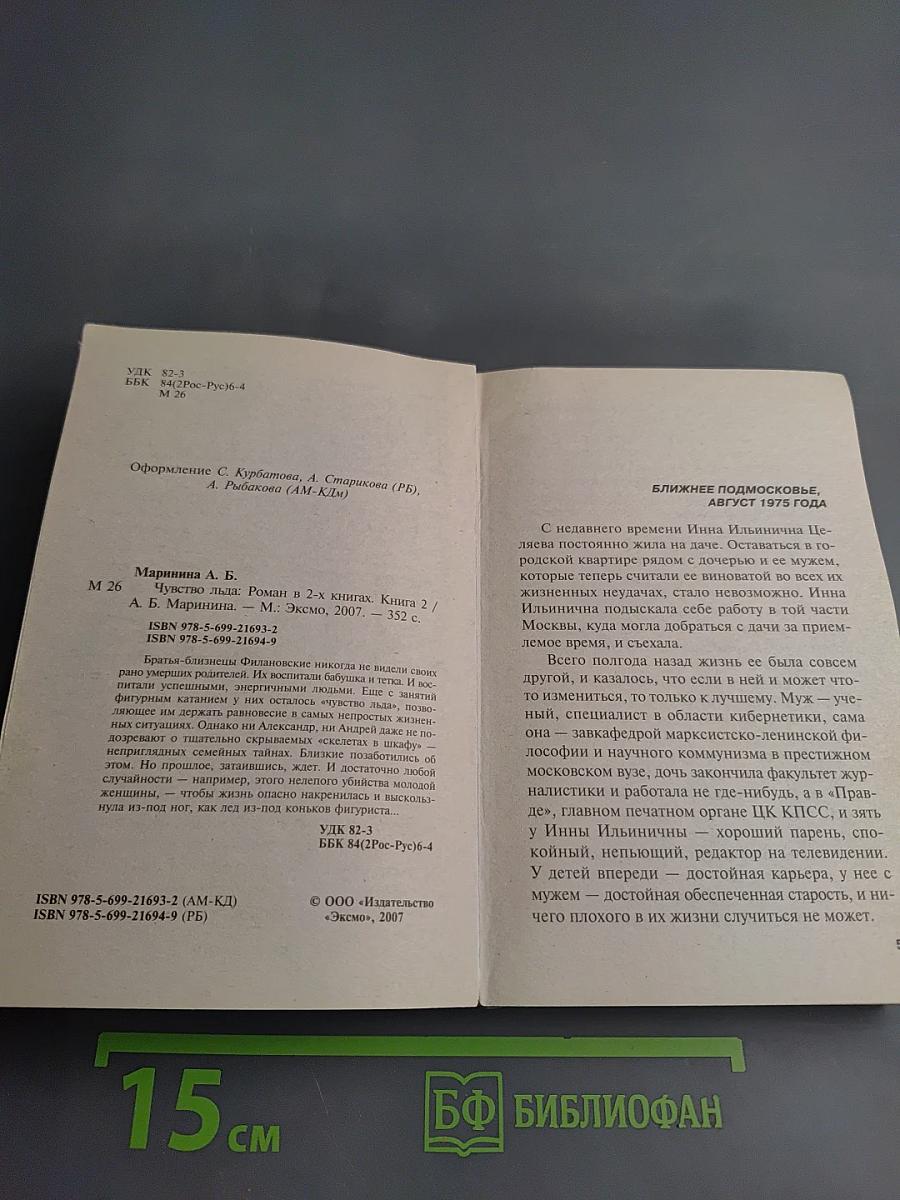 УДК 82-3
ББК 84(2Рос-Рус)6-4
М 26
Оформление С. Курбатова, А. Старикова (РБ),
А. Рыбакова (АМ-КДм)
Маринина А. Б.
М 26 Чувство льда: Роман в 2-х книгах. Книга 2 /
А. Б. Маринина. — М.: Эксмо, 2007. — 352 с.
ISBN 978-5-699-21693-2
ISBN 978-5-699-21694-9
Братья-близнецы Филановские никогда не видели своих
рано умерших родителей. Их воспитали бабушка и тетка. И вос-
питали успешными, энергичными людьми. Еще с занятий
фигурным катанием у них осталось «чувство льда», позво-
ляющее им держать равновесие в самых непростых жизнен-
ных ситуациях. Однако ни Александр, ни Андрей даже не по-
дозревают о тщательно скрываемых «скелетах в шкафу» —
неприглядных семейных тайнах. Близкие позаботились об
этом. Но прошлое, затаившись, ждет. И достаточно любой
случайности — например, этого нелепого убийства молодой
женщины, — чтобы жизнь опасно накренилась и выскольз-
нула из-под ног, как лед из-под коньков фигуриста...
УДК 82-3
ББК 84(2Рос-Рус)6-4
ISBN 978-5-699-21693-2 (АМ-КД)
ISBN 978-5-699-21694-9 (РБ)
© ООО «Издательство
«Эксмо», 2007
БЛИЖНЕЕ ПОДМОСКОВЬЕ,
АВГУСТ 1975 ГОДА
С недавнего времени Инна Ильинична Це-
ляева постоянно жила на даче. Оставаться в го-
родской квартире рядом с дочерью и ее мужем,
которые теперь считали ее виноватой во всех их
жизненных неудачах, стало невозможно. Инна
Ильинична подыскала себе работу в той части
Москвы, куда могла добраться с дачи за прием-
лемое время, и съехала.
Всего полгода назад жизнь ее была совсем
другой, и казалось, что если в ней и может что-
то измениться, то только к лучшему. Муж — уче-
ный, специалист в области кибернетики, сама
она — завкафедрой марксистско-ленинской фи-
лософии и научного коммунизма в престижном
московском вузе, дочь закончила факультет жур-
налистики и работала не где-нибудь, а в «Прав-
де», главном печатном органе ЦК КПСС, и зять
у Инны Ильиничны — хороший парень, спо-
койный, непьющий, редактор на телевидении.
У детей впереди — достойная карьера, у нее с
мужем — достойная обеспеченная старость, и ни-
чего плохого в их жизни случиться не может.
5
15 см
БФ БИБЛИОФАН